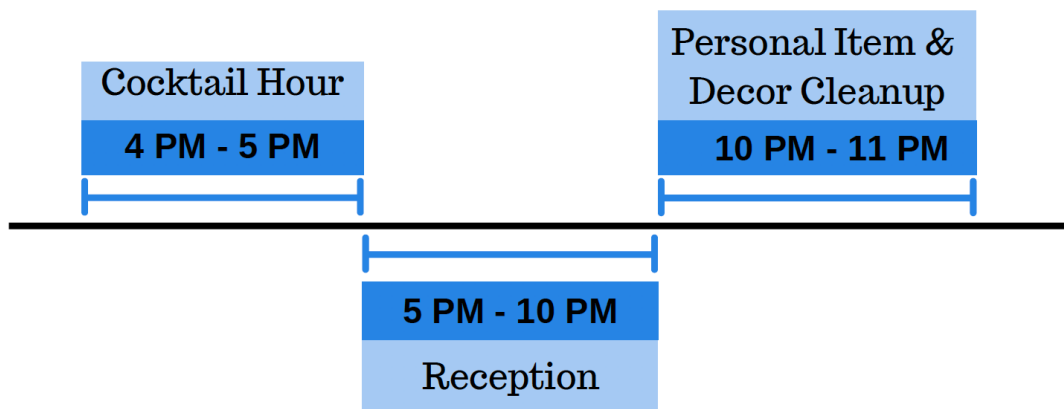 Cocktail Hour
4 PM - 5 PM
5 PM - 10 PM
Reception
Personal Item &
Decor Cleanup
10 PM - 11 PM